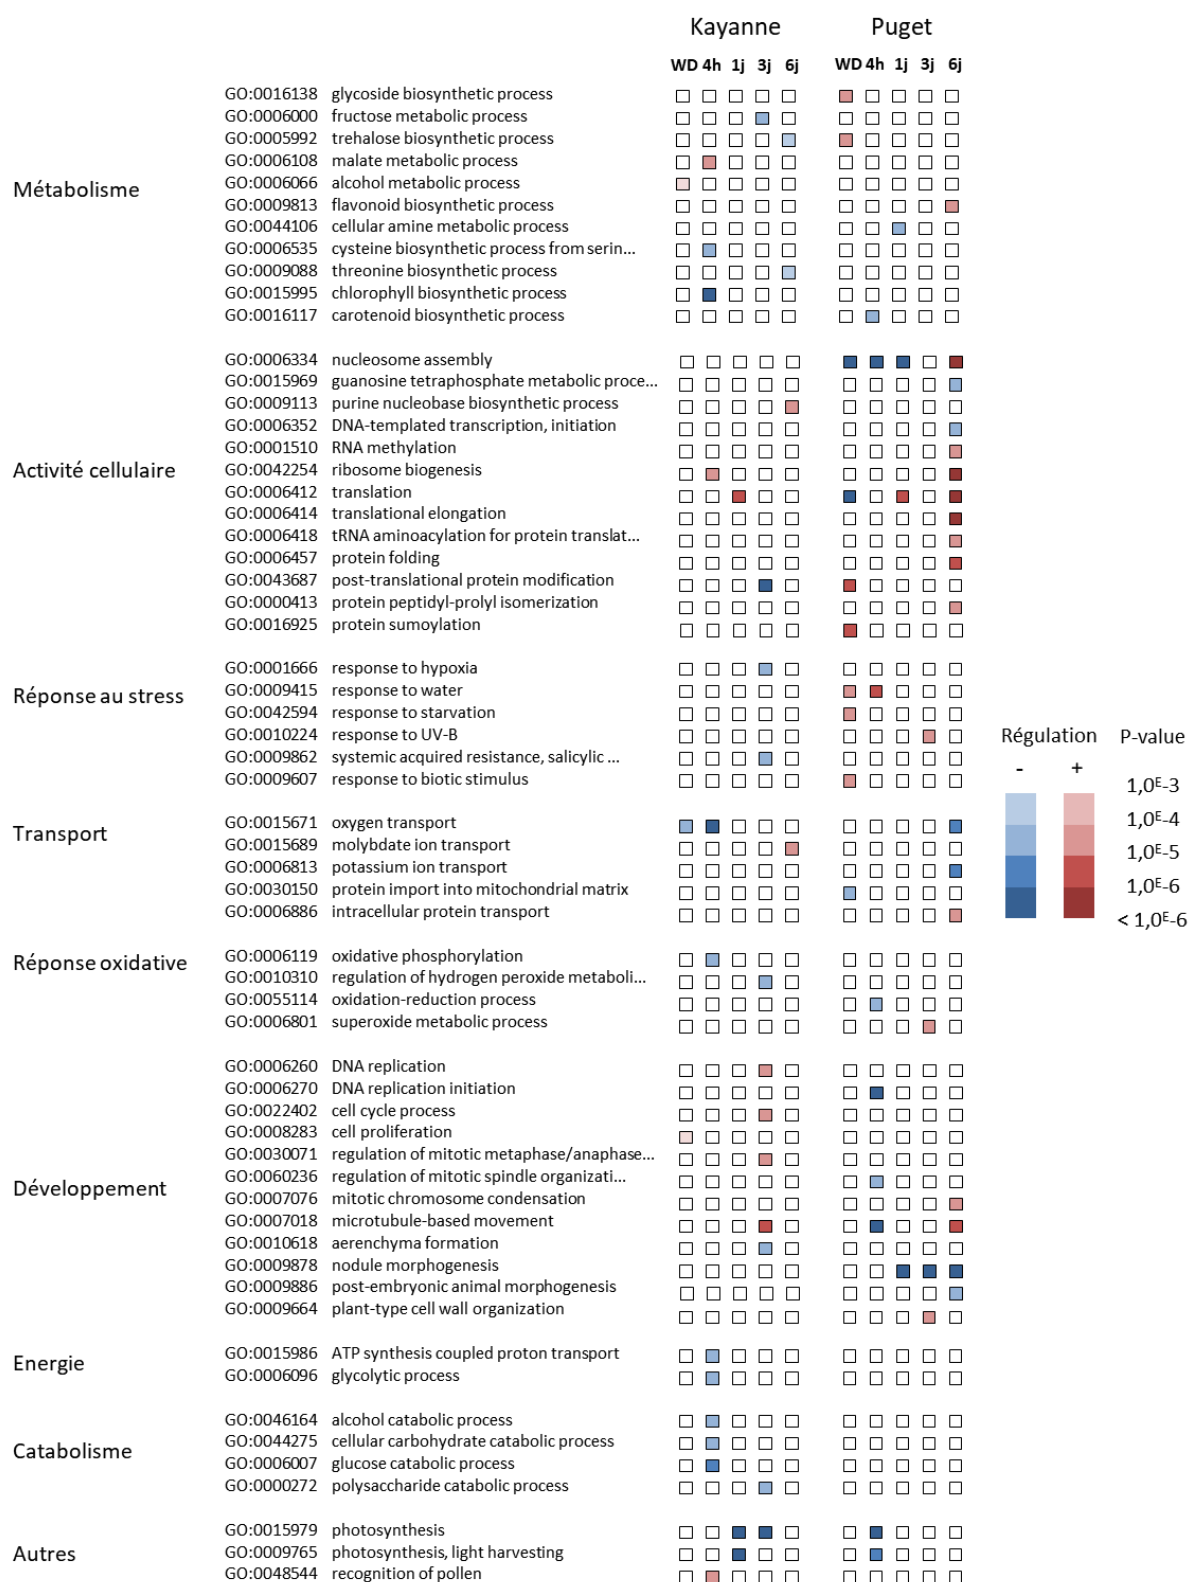 Kayanne Puget
WD 4h 1j 3j 6j WD 4h 1j 3j 6j
Métabolisme
GO:0016138 glycoside biosynthetic process
GO:0006000 fructose metabolic process
GO:0005992 trehalose biosynthetic process
GO:0006108 malate metabolic process
GO:0006066 alcohol metabolic process
GO:0009813 flavonoid biosynthetic process
GO:0044106 cellular amine metabolic process
GO:0006535 cysteine biosynthetic process from serin...
GO:0009088 threonine biosynthetic process
GO:0015995 chlorophyll biosynthetic process
GO:0016117 carotenoid biosynthetic process
Activité cellulaire
GO:0006334 nucleosome assembly
GO:0015969 guanosine tetraphosphate metabolic proce...
GO:0009113 purine nucleobase biosynthetic process
GO:0006352 DNA-templated transcription, initiation
GO:0001510 RNA methylation
GO:0042254 ribosome biogenesis
GO:0006412 translation
GO:0006414 translational elongation
GO:0006418 tRNA aminoacylation for protein translat...
GO:0006457 protein folding
GO:0043687 post-translational protein modification
GO:0000413 protein peptidyl-prolyl isomerization
GO:0016925 protein sumoylation
Réponse au stress
GO:0001666 response to hypoxia
GO:0009415 response to water
GO:0042594 response to starvation
GO:0010224 response to UV-B
GO:0009862 systemic acquired resistance, salicylic ...
GO:0009607 response to biotic stimulus
Transport
GO:0015671 oxygen transport
GO:0015689 molybdate ion transport
GO:0006813 potassium ion transport
GO:0030150 protein import into mitochondrial matrix
GO:0006886 intracellular protein transport
Réponse oxidative
GO:0006119 oxidative phosphorylation
GO:0010310 regulation of hydrogen peroxide metaboli...
GO:0055114 oxidation-reduction process
GO:0006801 superoxide metabolic process
Développement
GO:0006260 DNA replication
GO:0006270 DNA replication initiation
GO:0022402 cell cycle process
GO:0008283 cell proliferation
GO:0030071 regulation of mitotic metaphase/anaphase...
GO:0060236 regulation of mitotic spindle organizati...
GO:0007076 mitotic chromosome condensation
GO:0007018 microtubule-based movement
GO:0010618 aerenchyma formation
GO:0009878 nodule morphogenesis
GO:0009886 post-embryonic animal morphogenesis
GO:0009664 plant-type cell wall organization
Energie
GO:0015986 ATP synthesis coupled proton transport
GO:0006096 glycolytic process
Catabolisme
GO:0046164 alcohol catabolic process
GO:0044275 cellular carbohydrate catabolic process
GO:0006007 glucose catabolic process
GO:0000272 polysaccharide catabolic process
Autres
GO:0015979 photosynthesis
GO:0009765 photosynthesis, light harvesting
GO:0048544 recognition of pollen
Régulation P-value
- +
1,0ᴱ-3
1,0ᴱ-4
1,0ᴱ-5
1,0ᴱ-6
< 1,0ᴱ-6